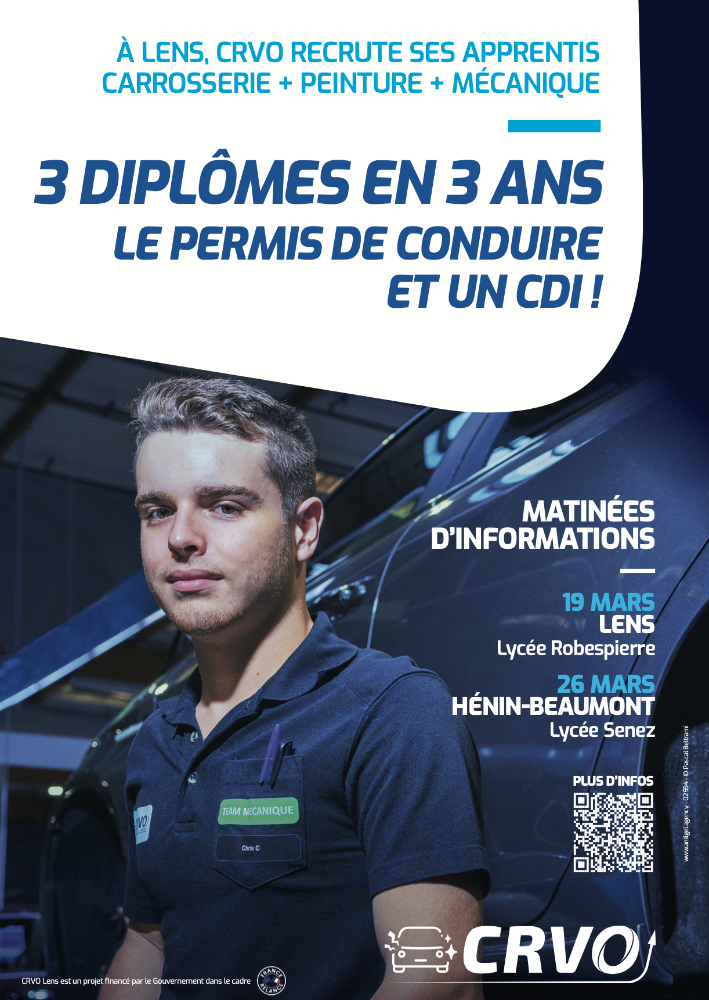 À LENS, CRVO RECRUTE SES APPRENTIS
CARROSSERIE + PEINTURE + MÉCANIQUE
3 DIPLÔMES EN 3 ANS
LE PERMIS DE CONDUIRE
ET UN CDI !
MATINÉES
D'INFORMATIONS
19 MARS
LENS
Lycée Robespierre
26 MARS
HÉNIN-BEAUMONT
Lycée Senez
PLUS D'INFOS
www.antigel.agency - 02594 - © Pascal Beltrami
TEAM MECANIQUE
Chris C
CRVO
CRVO Lens est un projet financé par le Gouvernement dans le cadre
FRANCE
RELANCE